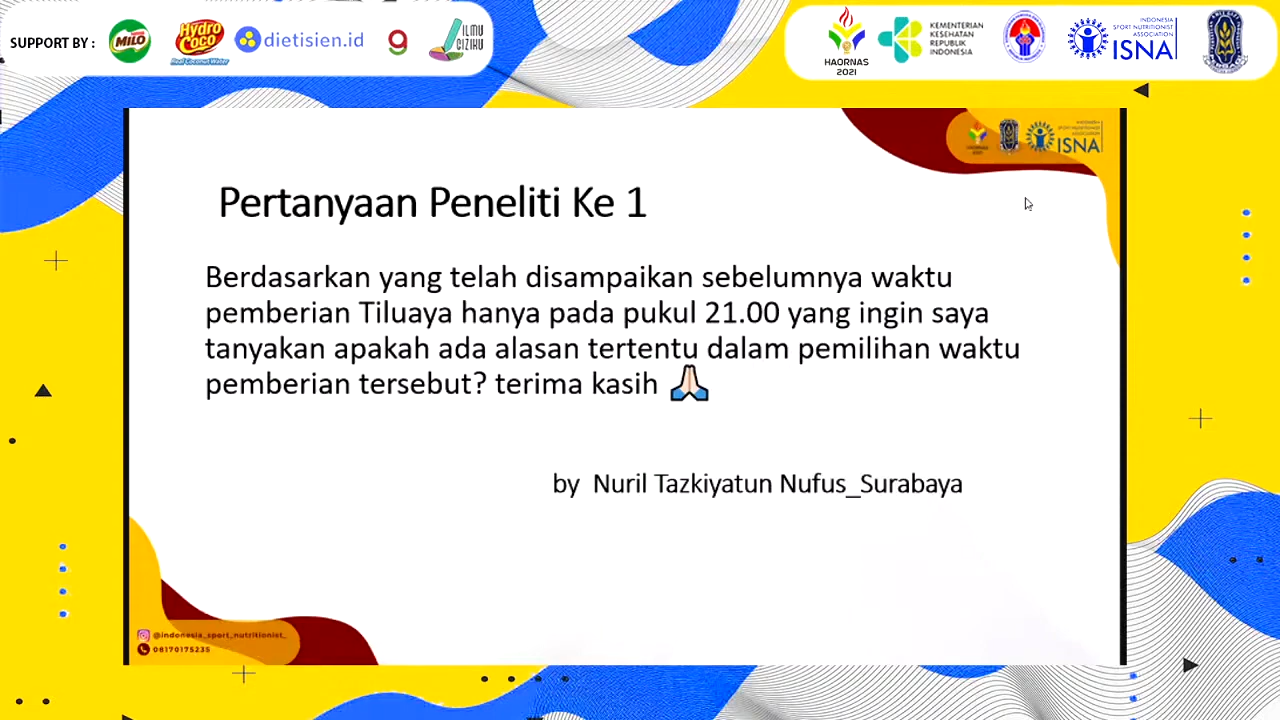 SUPPORT BY :
MILO
Hydro
Coco
Real Coconut Water
dietisien.id
g
ILMU
GIZIKU
HAORNAS
2021
KEMENTERIAN
KESEHATAN
REPUBLIK
INDONESIA
INDONESIA
SPORT NUTRITIONIST
ASSOCIATION
ISNA
ISNA
Pertanyaan Peneliti Ke 1
Berdasarkan yang telah disampaikan sebelumnya waktu
pemberian Tiluaya hanya pada pukul 21.00 yang ingin saya
tanyakan apakah ada alasan tertentu dalam pemilihan waktu
pemberian tersebut? terima kasih 🙏🏻
by Nuril Tazkiyatun Nufus_Surabaya
@indonesia_sport_nutritionist_
08170175235